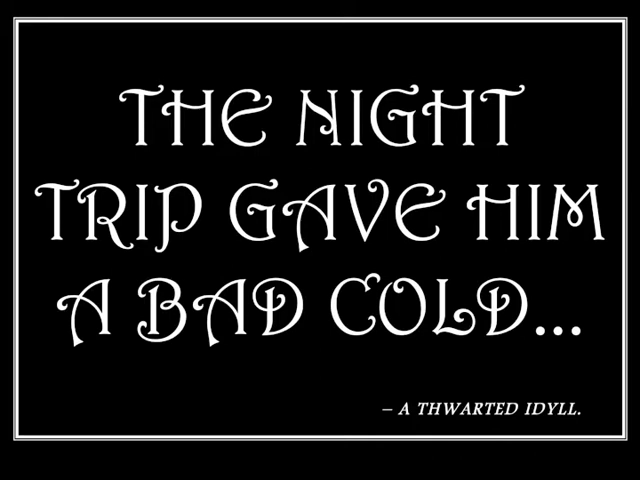 THE NIGHT
TRIP GAVE HIM
A BAD COLD...
– A THWARTED IDYLL.